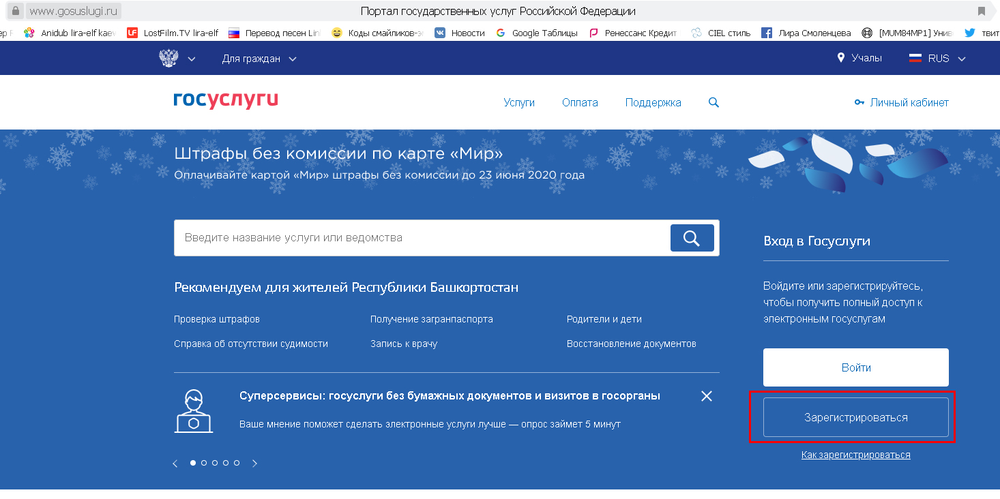 www.gosuslugi.ru
Портал государственных услуг Российской Федерации
Anidub lira-elf kaev
LF LostFilm.TV lira-elf
Перевод песен Lin
Коды смайликов-э
Новости
Google Таблицы
Ренессанс Кредит
CIEL стиль
Лира Смоленцева
[MUM84MP1] Унив
твит
Для граждан
Учалы
RUS
госуслуги
Услуги
Оплата
Поддержка
Личный кабинет
Штрафы без комиссии по карте «Мир»
Оплачивайте картой «Мир» штрафы без комиссии до 23 июня 2020 года
Введите название услуги или ведомства
Рекомендуем для жителей Республики Башкортостан
Проверка штрафов
Получение загранпаспорта
Родители и дети
Справка об отсутствии судимости
Запись к врачу
Восстановление документов
Суперсервисы: госуслуги без бумажных документов и визитов в госорганы
Ваше мнение поможет сделать электронные услуги лучше — опрос займет 5 минут
Вход в Госуслуги
Войдите или зарегистрируйтесь,
чтобы получить полный доступ к
электронным госуслугам
Войти
Зарегистрироваться
Как зарегистрироваться